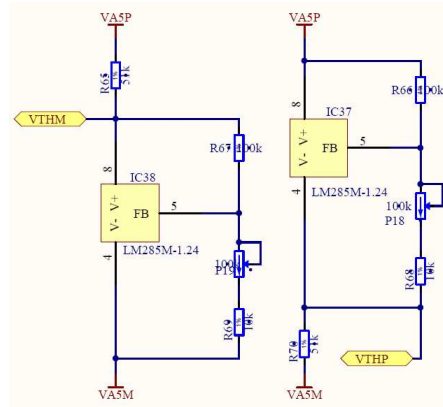 VA5P
VA5P
R65
51k
R66
100k
VTHM
IC37
R67
100k
8
V+
V-
FB
5
IC38
8
V+
V-
FB
5
4
LM285M-1.24
100k
P18
LM285M-1.24
4
100k
P19
R68
10k
R69
10k
R70
51k
VTHP
VA5M
VA5M